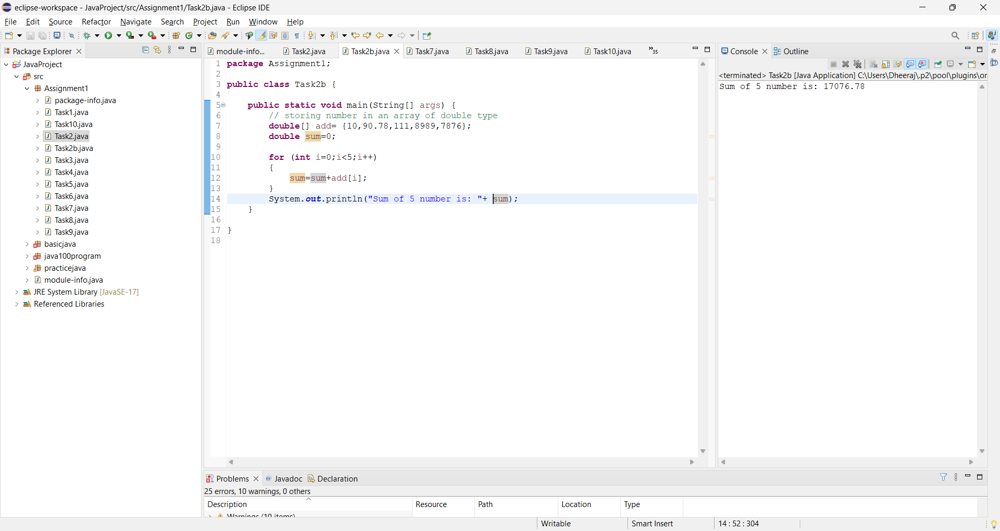 eclipse-workspace - JavaProject/src/Assignment1/Task2b.java - Eclipse IDE
File Edit Source Refactor Navigate Search Project Run Window Help
Package Explorer
JavaProject
src
Assignment1
package-info.java
Task1.java
Task10.java
Task2.java
Task2b.java
Task3.java
Task4.java
Task5.java
Task6.java
Task7.java
Task8.java
Task9.java
basicjava
java100program
practicejava
module-info.java
JRE System Library [JavaSE-17]
Referenced Libraries
module-info... Task2.java Task2b.java Task7.java Task8.java Task9.java Task10.java »35
1 package Assignment1;
2
3 public class Task2b {
4
5 public static void main(String[] args) {
6 // storing number in an array of double type
7 double[] add= {10,90.78,111,8989,7876};
8 double sum=0;
9
10 for (int i=0;i<5;i++)
11 {
12 sum=sum+add[i];
13 }
14 System.out.println("Sum of 5 number is: "+ sum);
15 }
16
17 }
18
Console Outline
<terminated> Task2b [Java Application] C:\Users\Dheeraj\.p2\pool\plugins\or
Sum of 5 number is: 17076.78
Problems @ Javadoc Declaration
25 errors, 10 warnings, 0 others
Description Resource Path Location Type
Warnings (10 items)
Writable Smart Insert 14 : 52 : 304